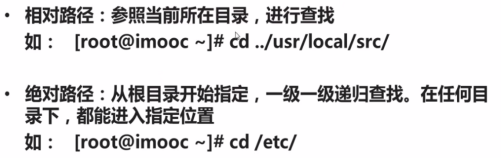 • 相对路径：参照当前所在目录，进行查找
如： [root@imooc ~]# cd ../usr/local/src/
• 绝对路径：从根目录开始指定，一级一级递归查找。在任何目
录下，都能进入指定位置
如： [root@imooc ~]# cd /etc/